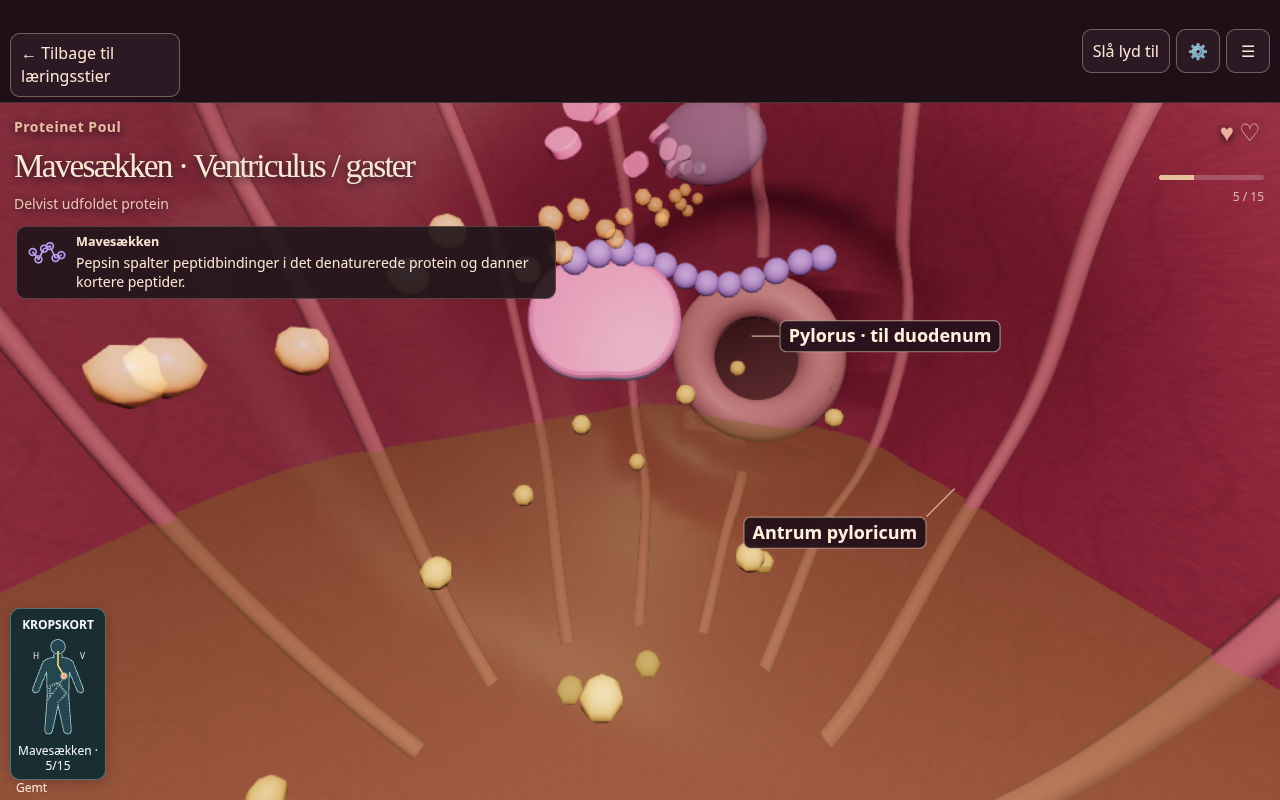 ← Tilbage til
læringsstier
Slå lyd til
Proteinet Poul
Mavesækken · Ventriculus / gaster
Delvist udfoldet protein
5 / 15
Mavesækken
Pepsin spalter peptidbindinger i det denaturerede protein og danner
kortere peptider.
Pylorus · til duodenum
Antrum pyloricum
KROPSKORT
H V
Mavesækken ·
5/15
Gemt